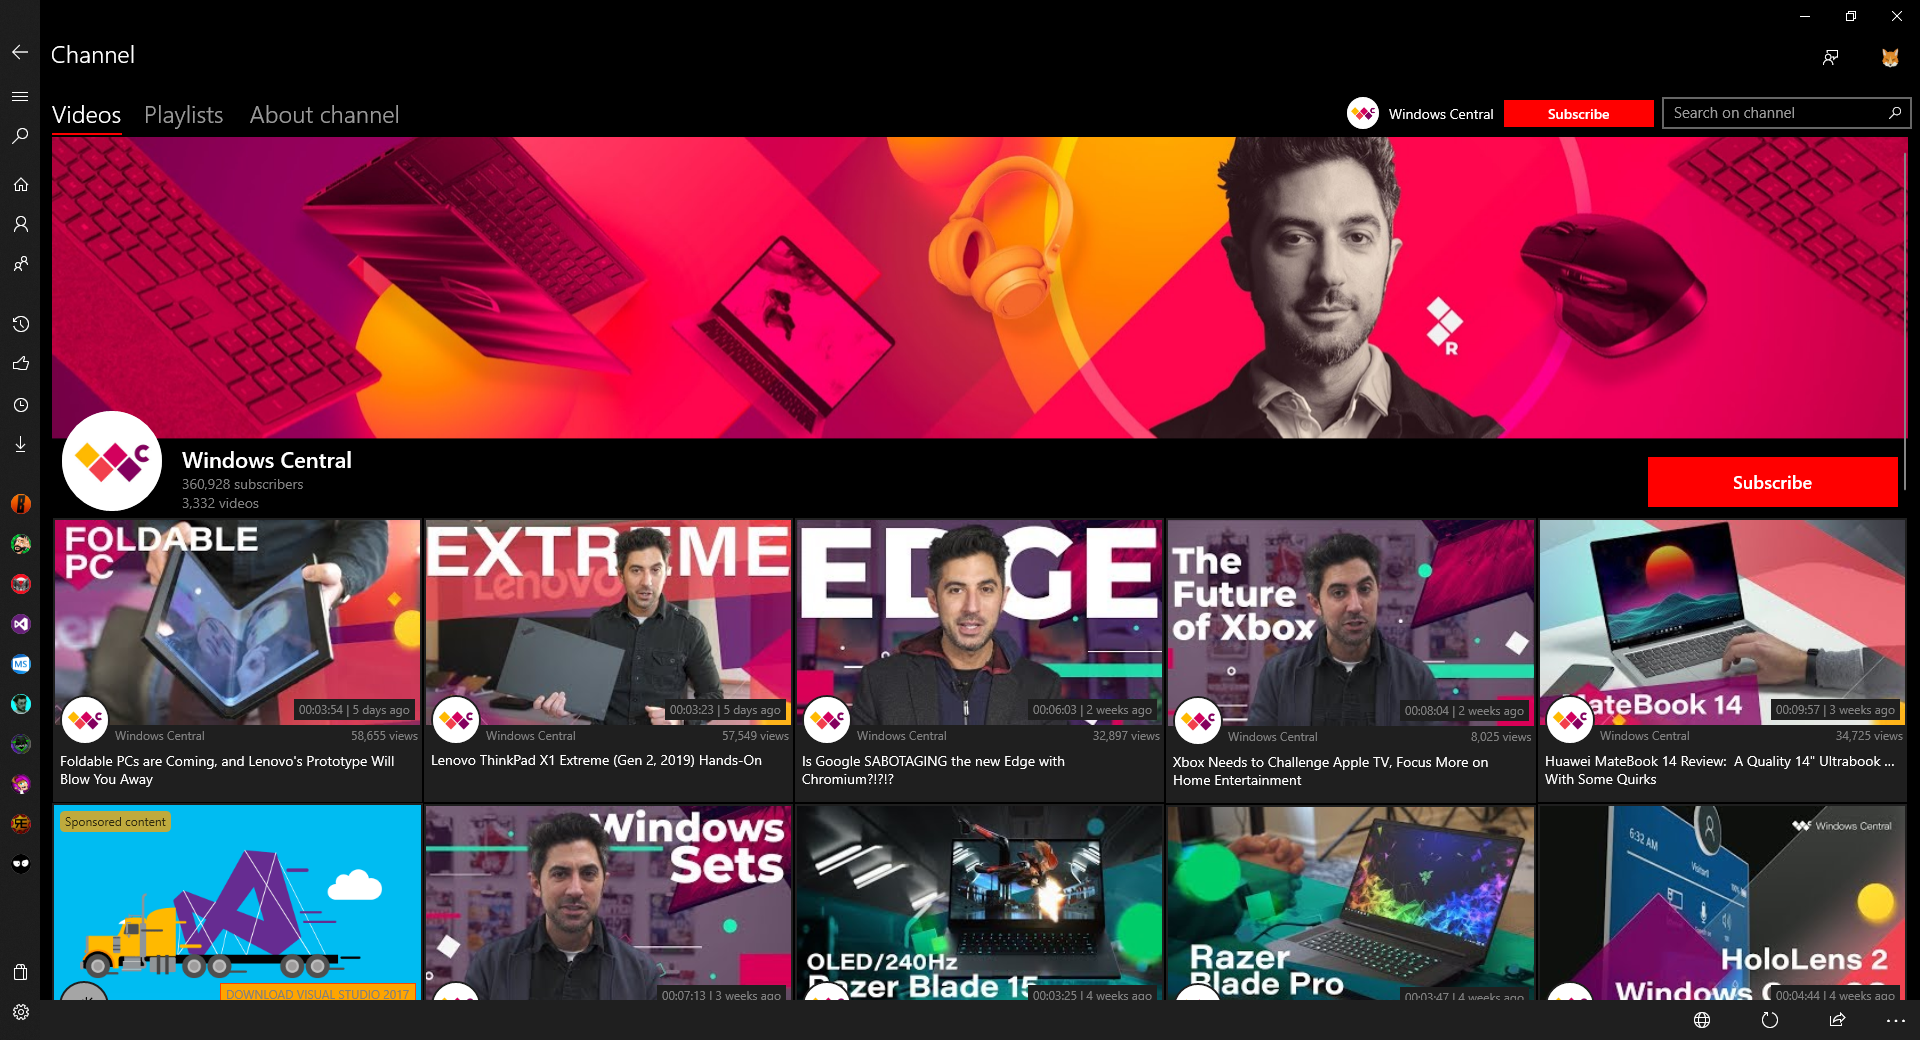 Channel
Videos
Playlists
About channel
Windows Central
Subscribe
Search on channel
R
C
Windows Central
360,928 subscribers
3,332 videos
Subscribe
FOLDABLE
PC
00:03:54 | 5 days ago
Windows Central
58,655 views
Foldable PCs are Coming, and Lenovo's Prototype Will
Blow You Away
EXTREME
Lenovo
00:03:23 | 5 days ago
Windows Central
57,549 views
Lenovo ThinkPad X1 Extreme (Gen 2, 2019) Hands-On
EDGE
00:06:03 | 2 weeks ago
Windows Central
32,897 views
Is Google SABOTAGING the new Edge with
Chromium?!?!?
The
Future
of Xbox
00:08:04 | 2 weeks ago
Windows Central
8,025 views
Xbox Needs to Challenge Apple TV, Focus More on
Home Entertainment
ateBook 14
00:09:57 | 3 weeks ago
Windows Central
34,725 views
Huawei MateBook 14 Review: A Quality 14" Ultrabook ...
With Some Quirks
MS
Sponsored content
DOWNLOAD VISUAL STUDIO 2017
Windows
Sets
00:07:13 | 3 weeks ago
OLED/240Hz
Razer Blade 15
00:03:25 | 4 weeks ago
Razer
Blade Pro
00:03:47 | 4 weeks ago
6:32 AM
Windows Central
HoloLens 2
Windows
00:04:44 | 4 weeks ago